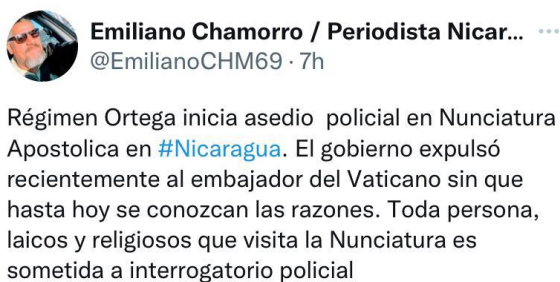 Emiliano Chamorro / Periodista Nicar...
@EmilianoCHM69 · 7h
Régimen Ortega inicia asedio policial en Nunciatura
Apostolica en #Nicaragua. El gobierno expulsó
recientemente al embajador del Vaticano sin que
hasta hoy se conozcan las razones. Toda persona,
laicos y religiosos que visita la Nunciatura es
sometida a interrogatorio policial